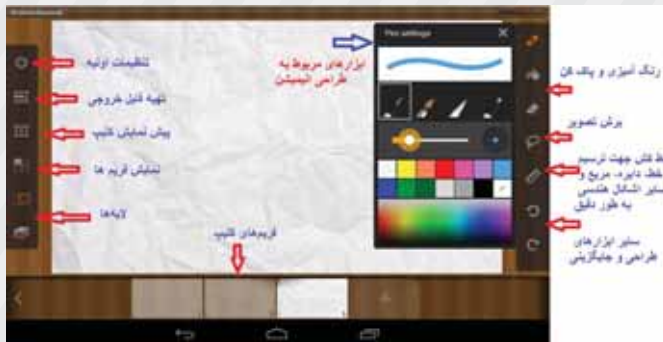 Pen settings
ابزارهای مربوط به
طراحی انیمیشن
تنظیمات اولیه
تهیه فایل خروجی
پیش نمایش کلیپ
نمایش فریم ها
لایه‌ها
فریم‌های کلیپ
رنگ آمیزی و پاک کن
برش تصویر
ط کش جهت ترسیم
خط، دایره، مربع و
سایر اشکال هندسی
به طور دقیق
سایر ابزارهای
طراحی و جایگزینی